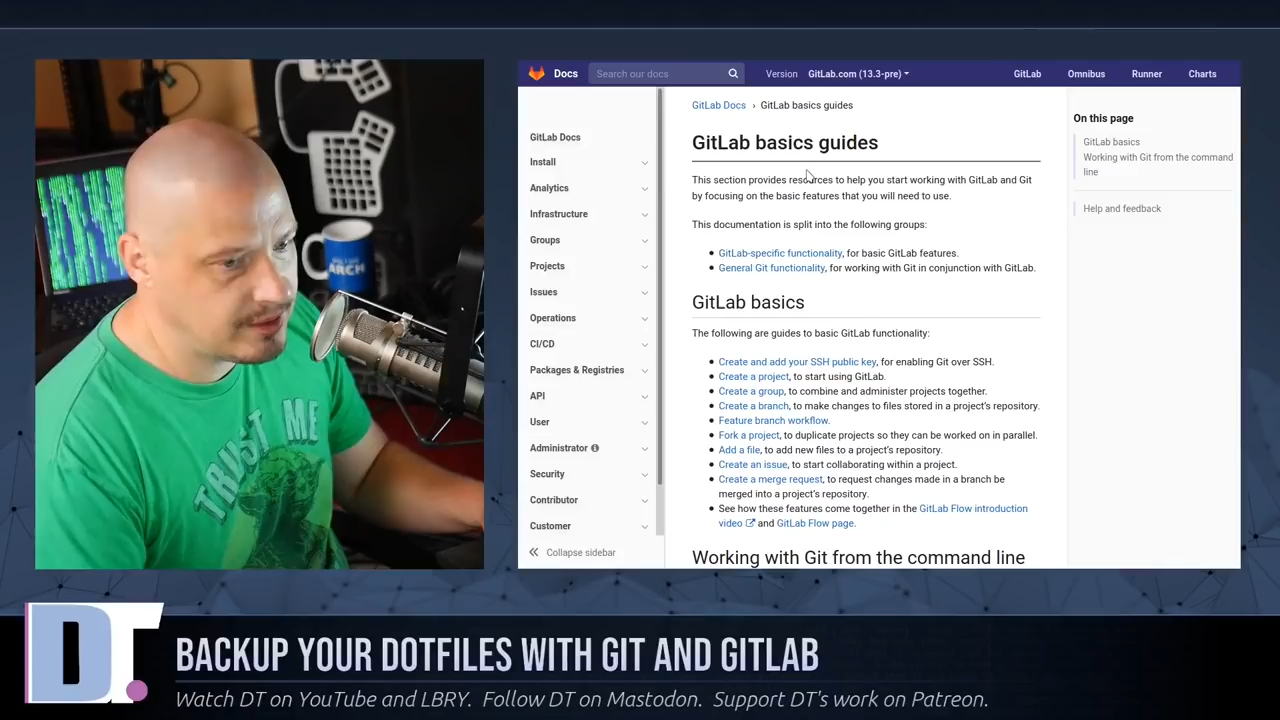 Docs
Search our docs
Version GitLab.com (13.3-pre)
GitLab
Omnibus
Runner
Charts
GitLab Docs
Install
Analytics
Infrastructure
Groups
Projects
Issues
Operations
CI/CD
Packages & Registries
API
User
Administrator
Security
Contributor
Customer
Collapse sidebar
GitLab Docs › GitLab basics guides
GitLab basics guides
This section provides resources to help you start working with GitLab and Git
by focusing on the basic features that you will need to use.
This documentation is split into the following groups:
GitLab-specific functionality, for basic GitLab features.
General Git functionality, for working with Git in conjunction with GitLab.
GitLab basics
The following are guides to basic GitLab functionality:
Create and add your SSH public key, for enabling Git over SSH.
Create a project, to start using GitLab.
Create a group, to combine and administer projects together.
Create a branch, to make changes to files stored in a project's repository.
Feature branch workflow.
Fork a project, to duplicate projects so they can be worked on in parallel.
Add a file, to add new files to a project's repository.
Create an issue, to start collaborating within a project.
Create a merge request, to request changes made in a branch be
merged into a project's repository.
See how these features come together in the GitLab Flow introduction
video and GitLab Flow page.
Working with Git from the command line
On this page
GitLab basics
Working with Git from the command
line
Help and feedback
ARCH
TRUST ME
DT.
BACKUP YOUR DOTFILES WITH GIT AND GITLAB
Watch DT on YouTube and LBRY. Follow DT on Mastodon. Support DT's work on Patreon.